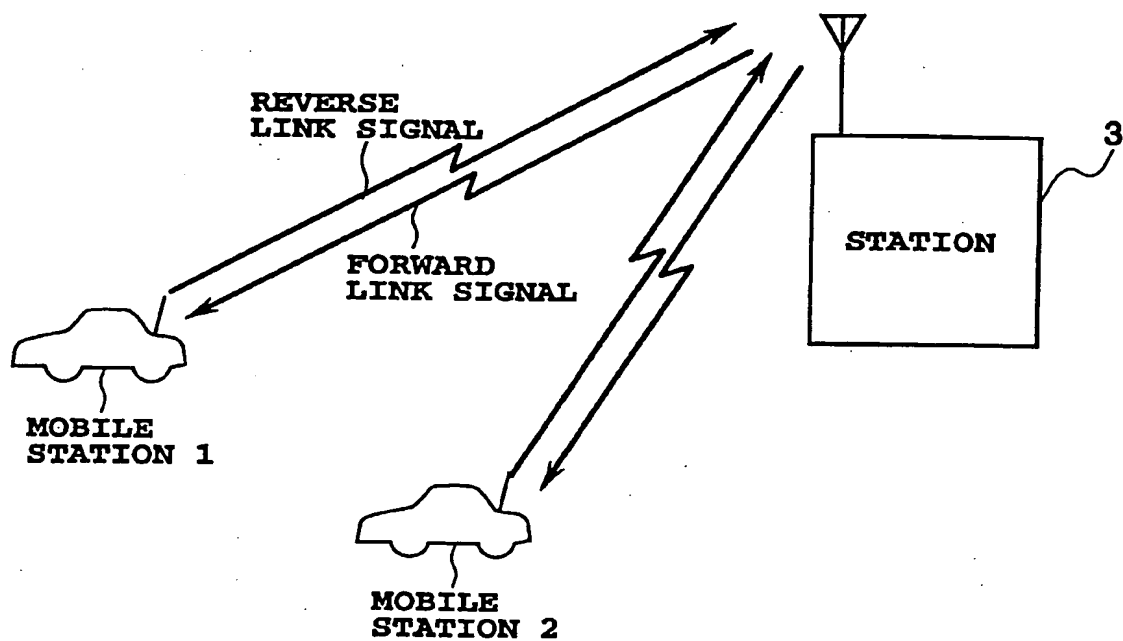 REVERSE
LINK SIGNAL
3
STATION
FORWARD
LINK SIGNAL
MOBILE
STATION 1
MOBILE
STATION 2